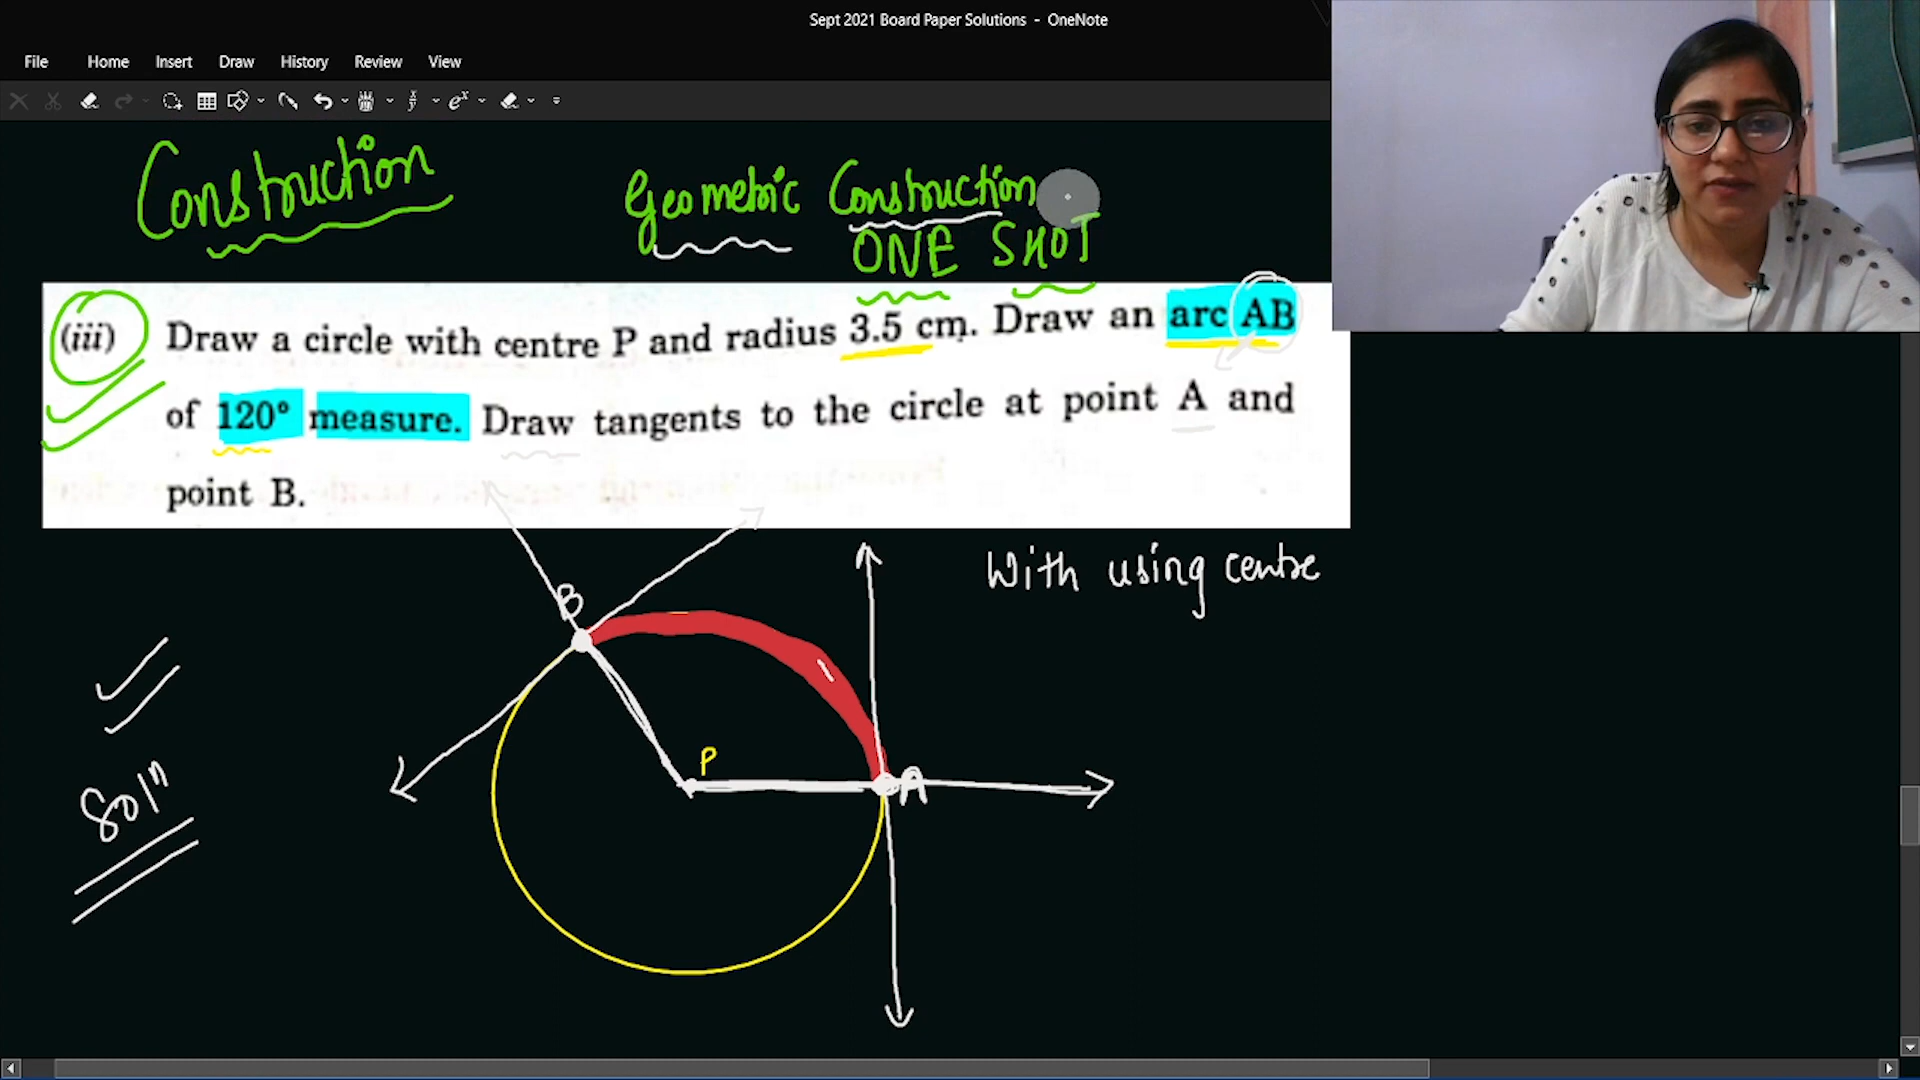 Sept 2021 Board Paper Solutions - OneNote
File Home Insert Draw History Review View
Construction
Geometric Construction
ONE SHOT
(iii) Draw a circle with centre P and radius 3.5 cm. Draw an arc AB
of 120° measure. Draw tangents to the circle at point A and
point B.
With using centre
B
P
A
Solⁿ